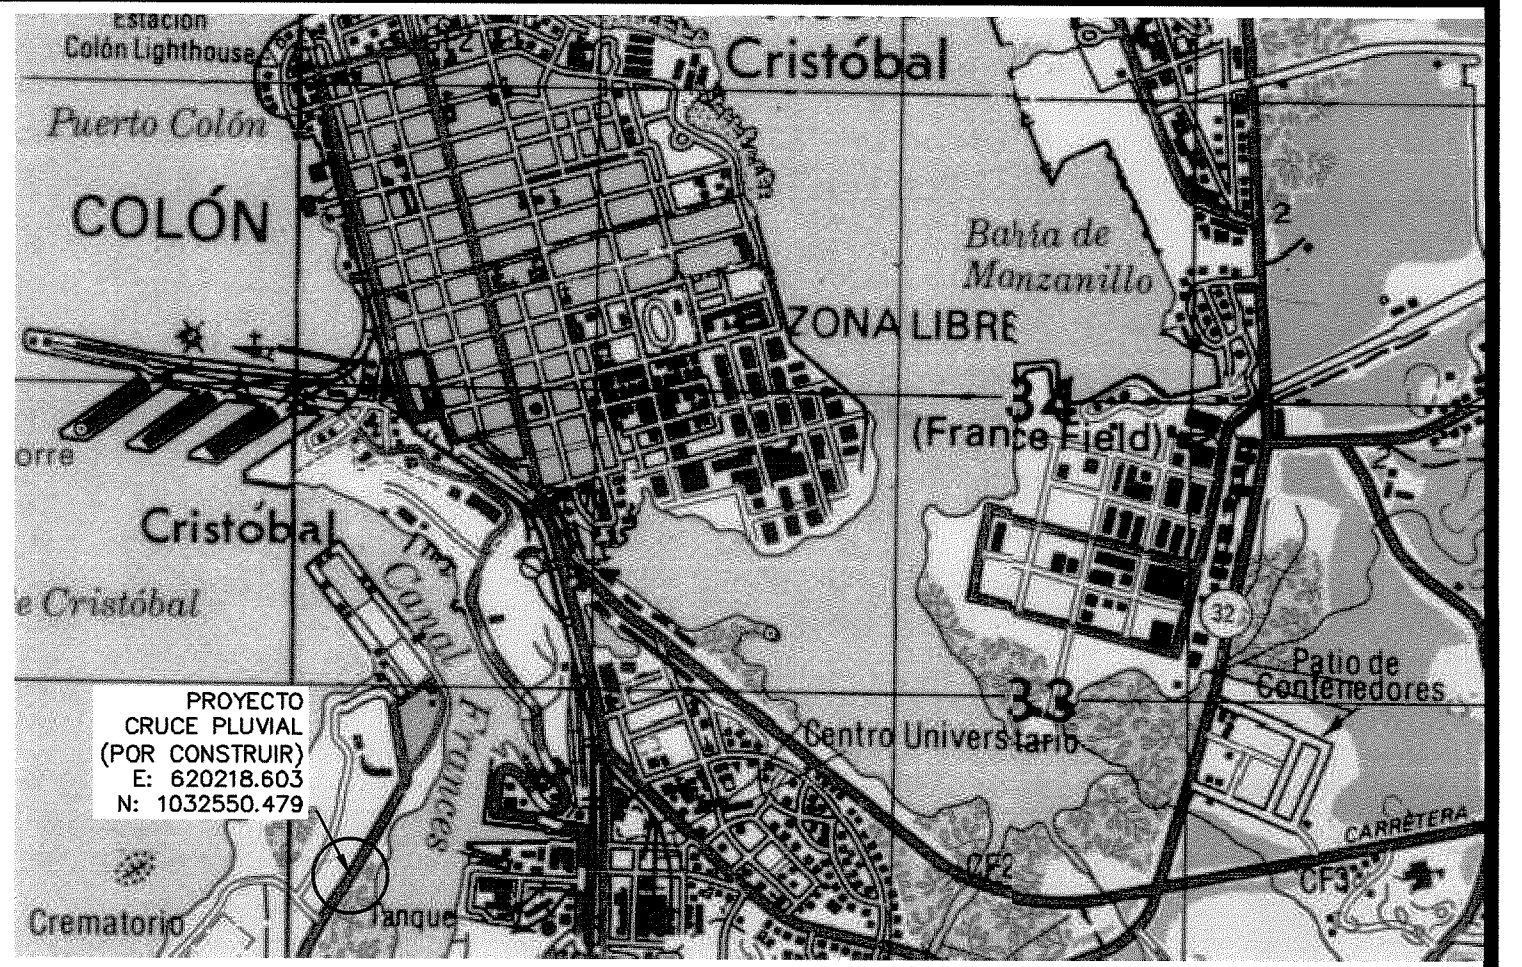 Estación
Colón Lighthouse
Cristóbal
Puerto Colón
COLÓN
2
Bahía de
Manzanillo
ZONA LIBRE
34
(France Field)
orre
2
Cristóbal
Canal
Frances
e Cristóbal
32
Patio de
Contenedores
33
PROYECTO
CRUCE PLUVIAL
(POR CONSTRUIR)
E: 620218.603
N: 1032550.479
Centro Universitario
CARRETERA
CF2
CF3
Crematorio
Tanque